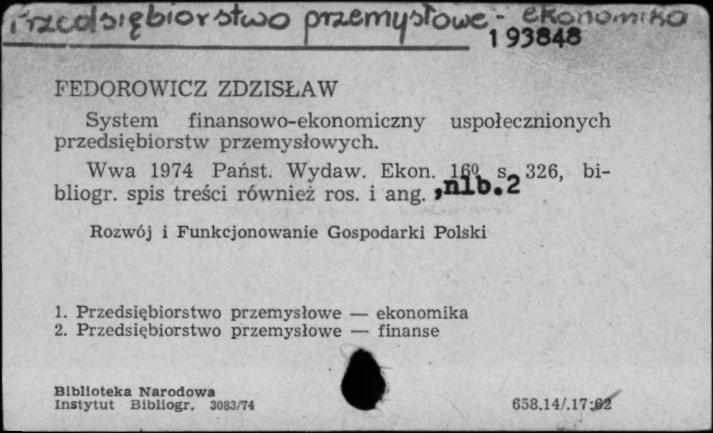 Przedsiębiorstwo przemysłowe - ekonomika
193848
FEDOROWICZ ZDZISŁAW
System finansowo-ekonomiczny uspołecznionych
przedsiębiorstw przemysłowych.
Wwa 1974 Państ. Wydaw. Ekon. 16⁰ s. 326, bi-
bliogr. spis treści również ros. i ang. ,nlb.2
Rozwój i Funkcjonowanie Gospodarki Polski
1. Przedsiębiorstwo przemysłowe — ekonomika
2. Przedsiębiorstwo przemysłowe — finanse
Biblioteka Narodowa
Instytut Bibliogr. 3083/74
658.14/.17:62